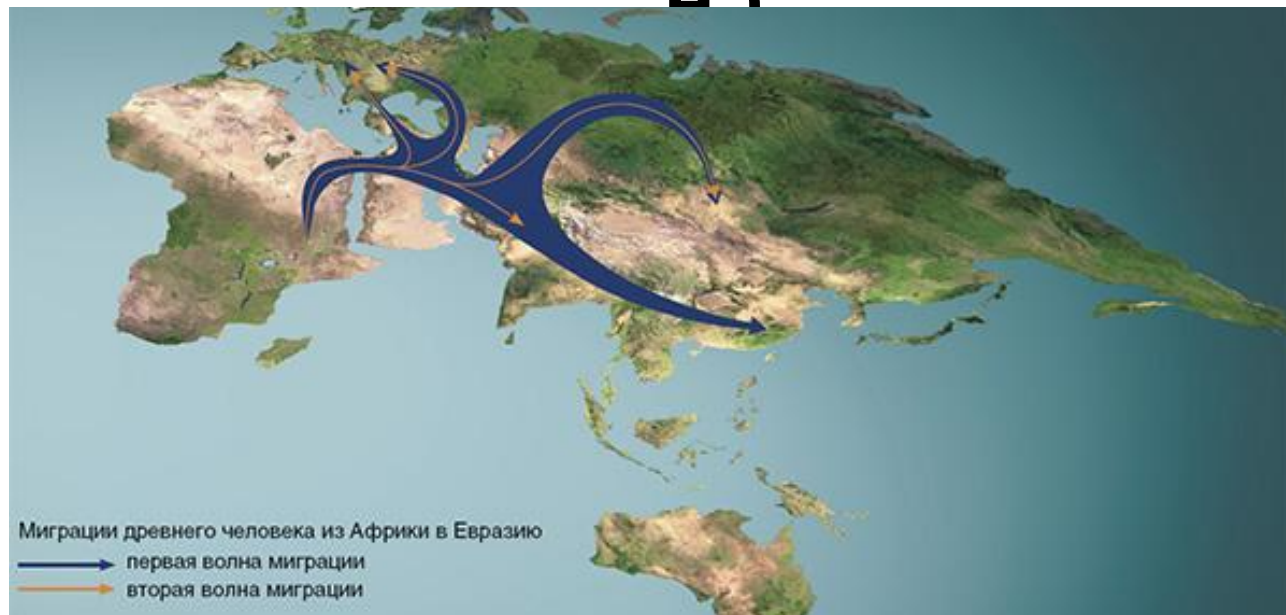 Миграции древнего человека из Африки в Евразию
первая волна миграции
вторая волна миграции